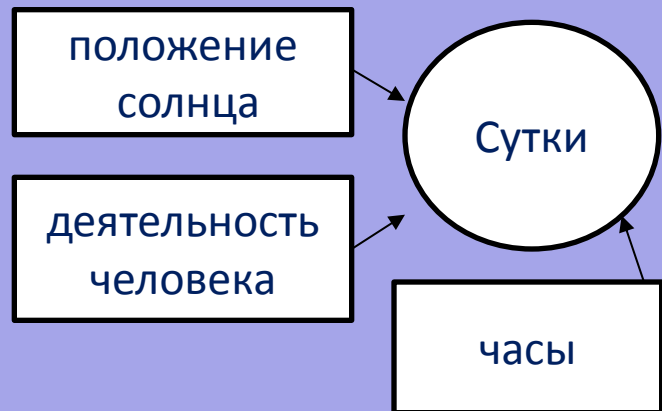 положение
солнца
Сутки
деятельность
человека
часы